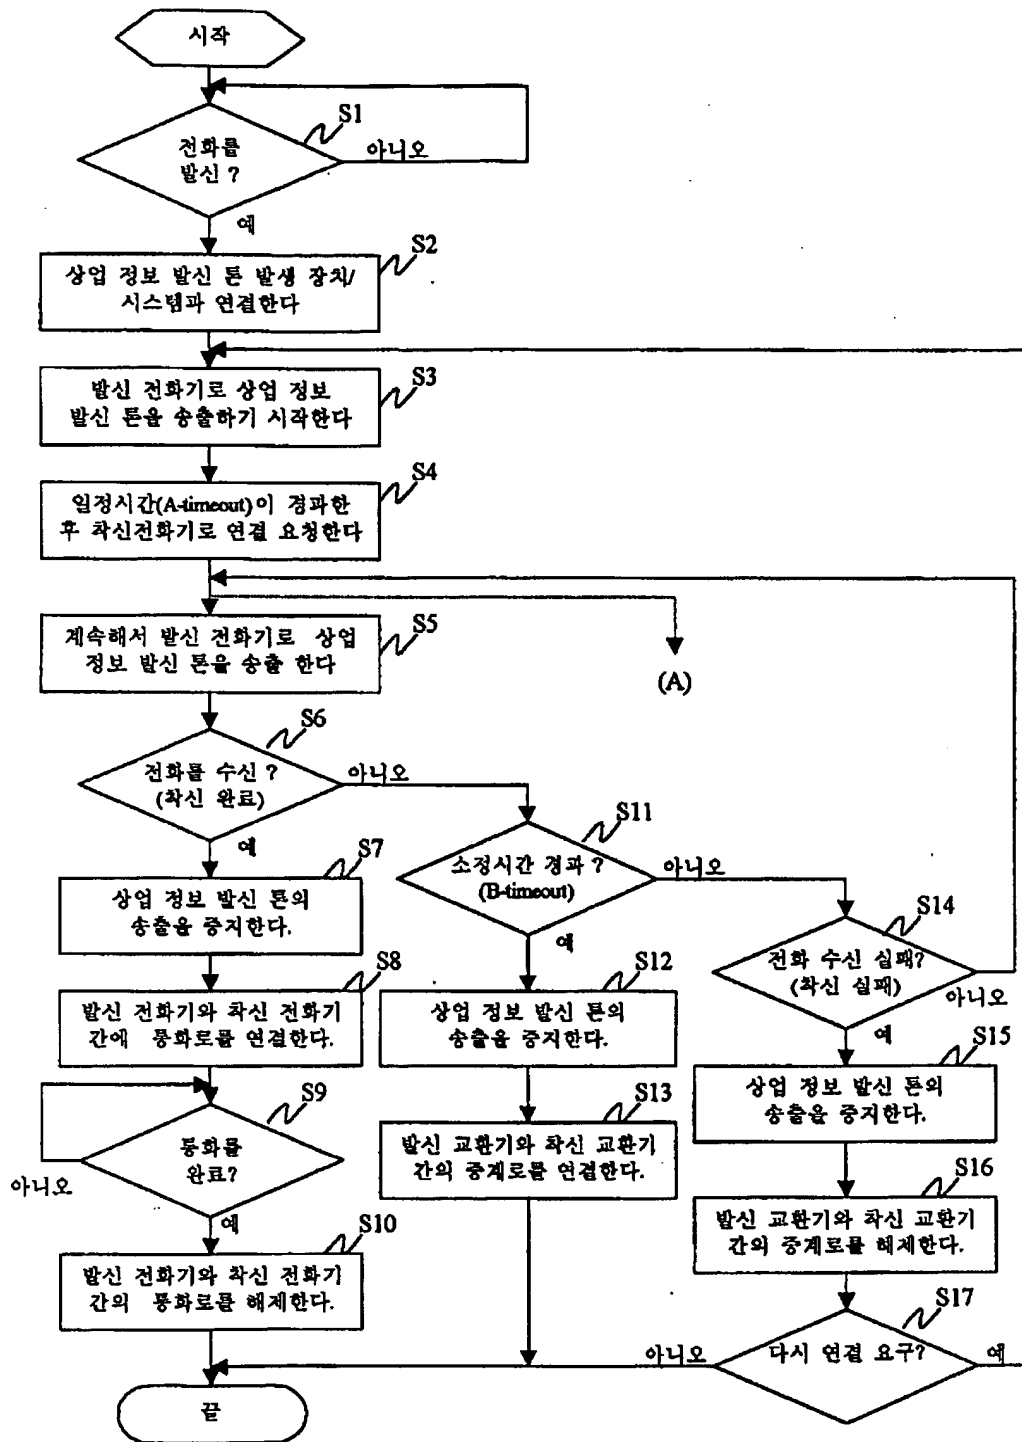 시작
S1
전화를
발신 ?
아니오
예
S2
상업 정보 발신 톤 발생 장치/
시스템과 연결한다
S3
발신 전화기로 상업 정보
발신 톤을 송출하기 시작한다
S4
일정시간(A-timeout)이 경과한
후 착신전화기로 연결 요청한다
S5
계속해서 발신 전화기로 상업
정보 발신 톤을 송출 한다
(A)
S6
전화를 수신 ?
(착신 완료)
아니오
예
S7
상업 정보 발신 톤의
송출을 중지한다.
S8
발신 전화기와 착신 전화기
간에 통화로를 연결한다.
S9
통화를
완료?
아니오
예
S10
발신 전화기와 착신 전화기
간의 통화로를 해제한다.
S11
소정시간 경과 ?
(B-timeout)
아니오
예
S12
상업 정보 발신 톤의
송출을 중지한다.
S13
발신 교환기와 착신 교환기
간의 중계로를 연결한다.
S14
전화 수신 실패?
(착신 실패)
아니오
예
S15
상업 정보 발신 톤의
송출을 중지한다.
S16
발신 교환기와 착신 교환기
간의 중계로를 해제한다.
S17
다시 연결 요구?
아니오
예
끝